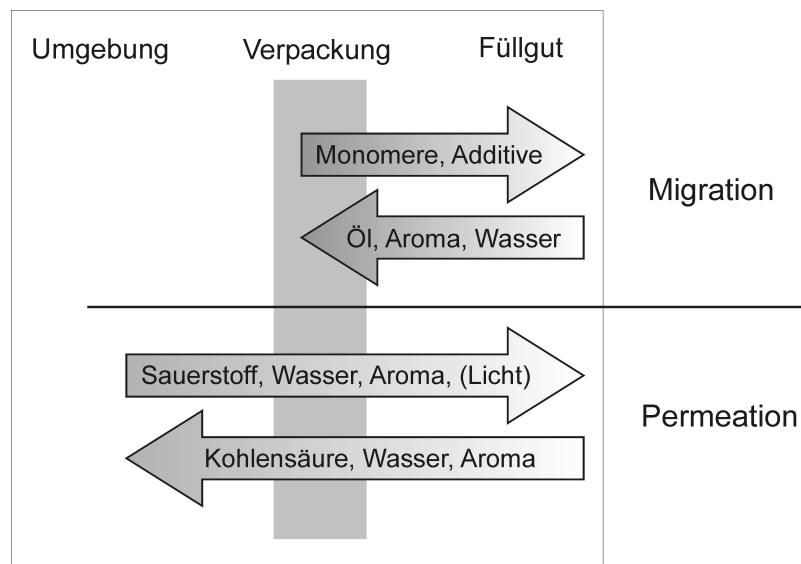 Umgebung Verpackung Füllgut
Monomere, Additive
Migration
Öl, Aroma, Wasser
Sauerstoff, Wasser, Aroma, (Licht)
Permeation
Kohlensäure, Wasser, Aroma